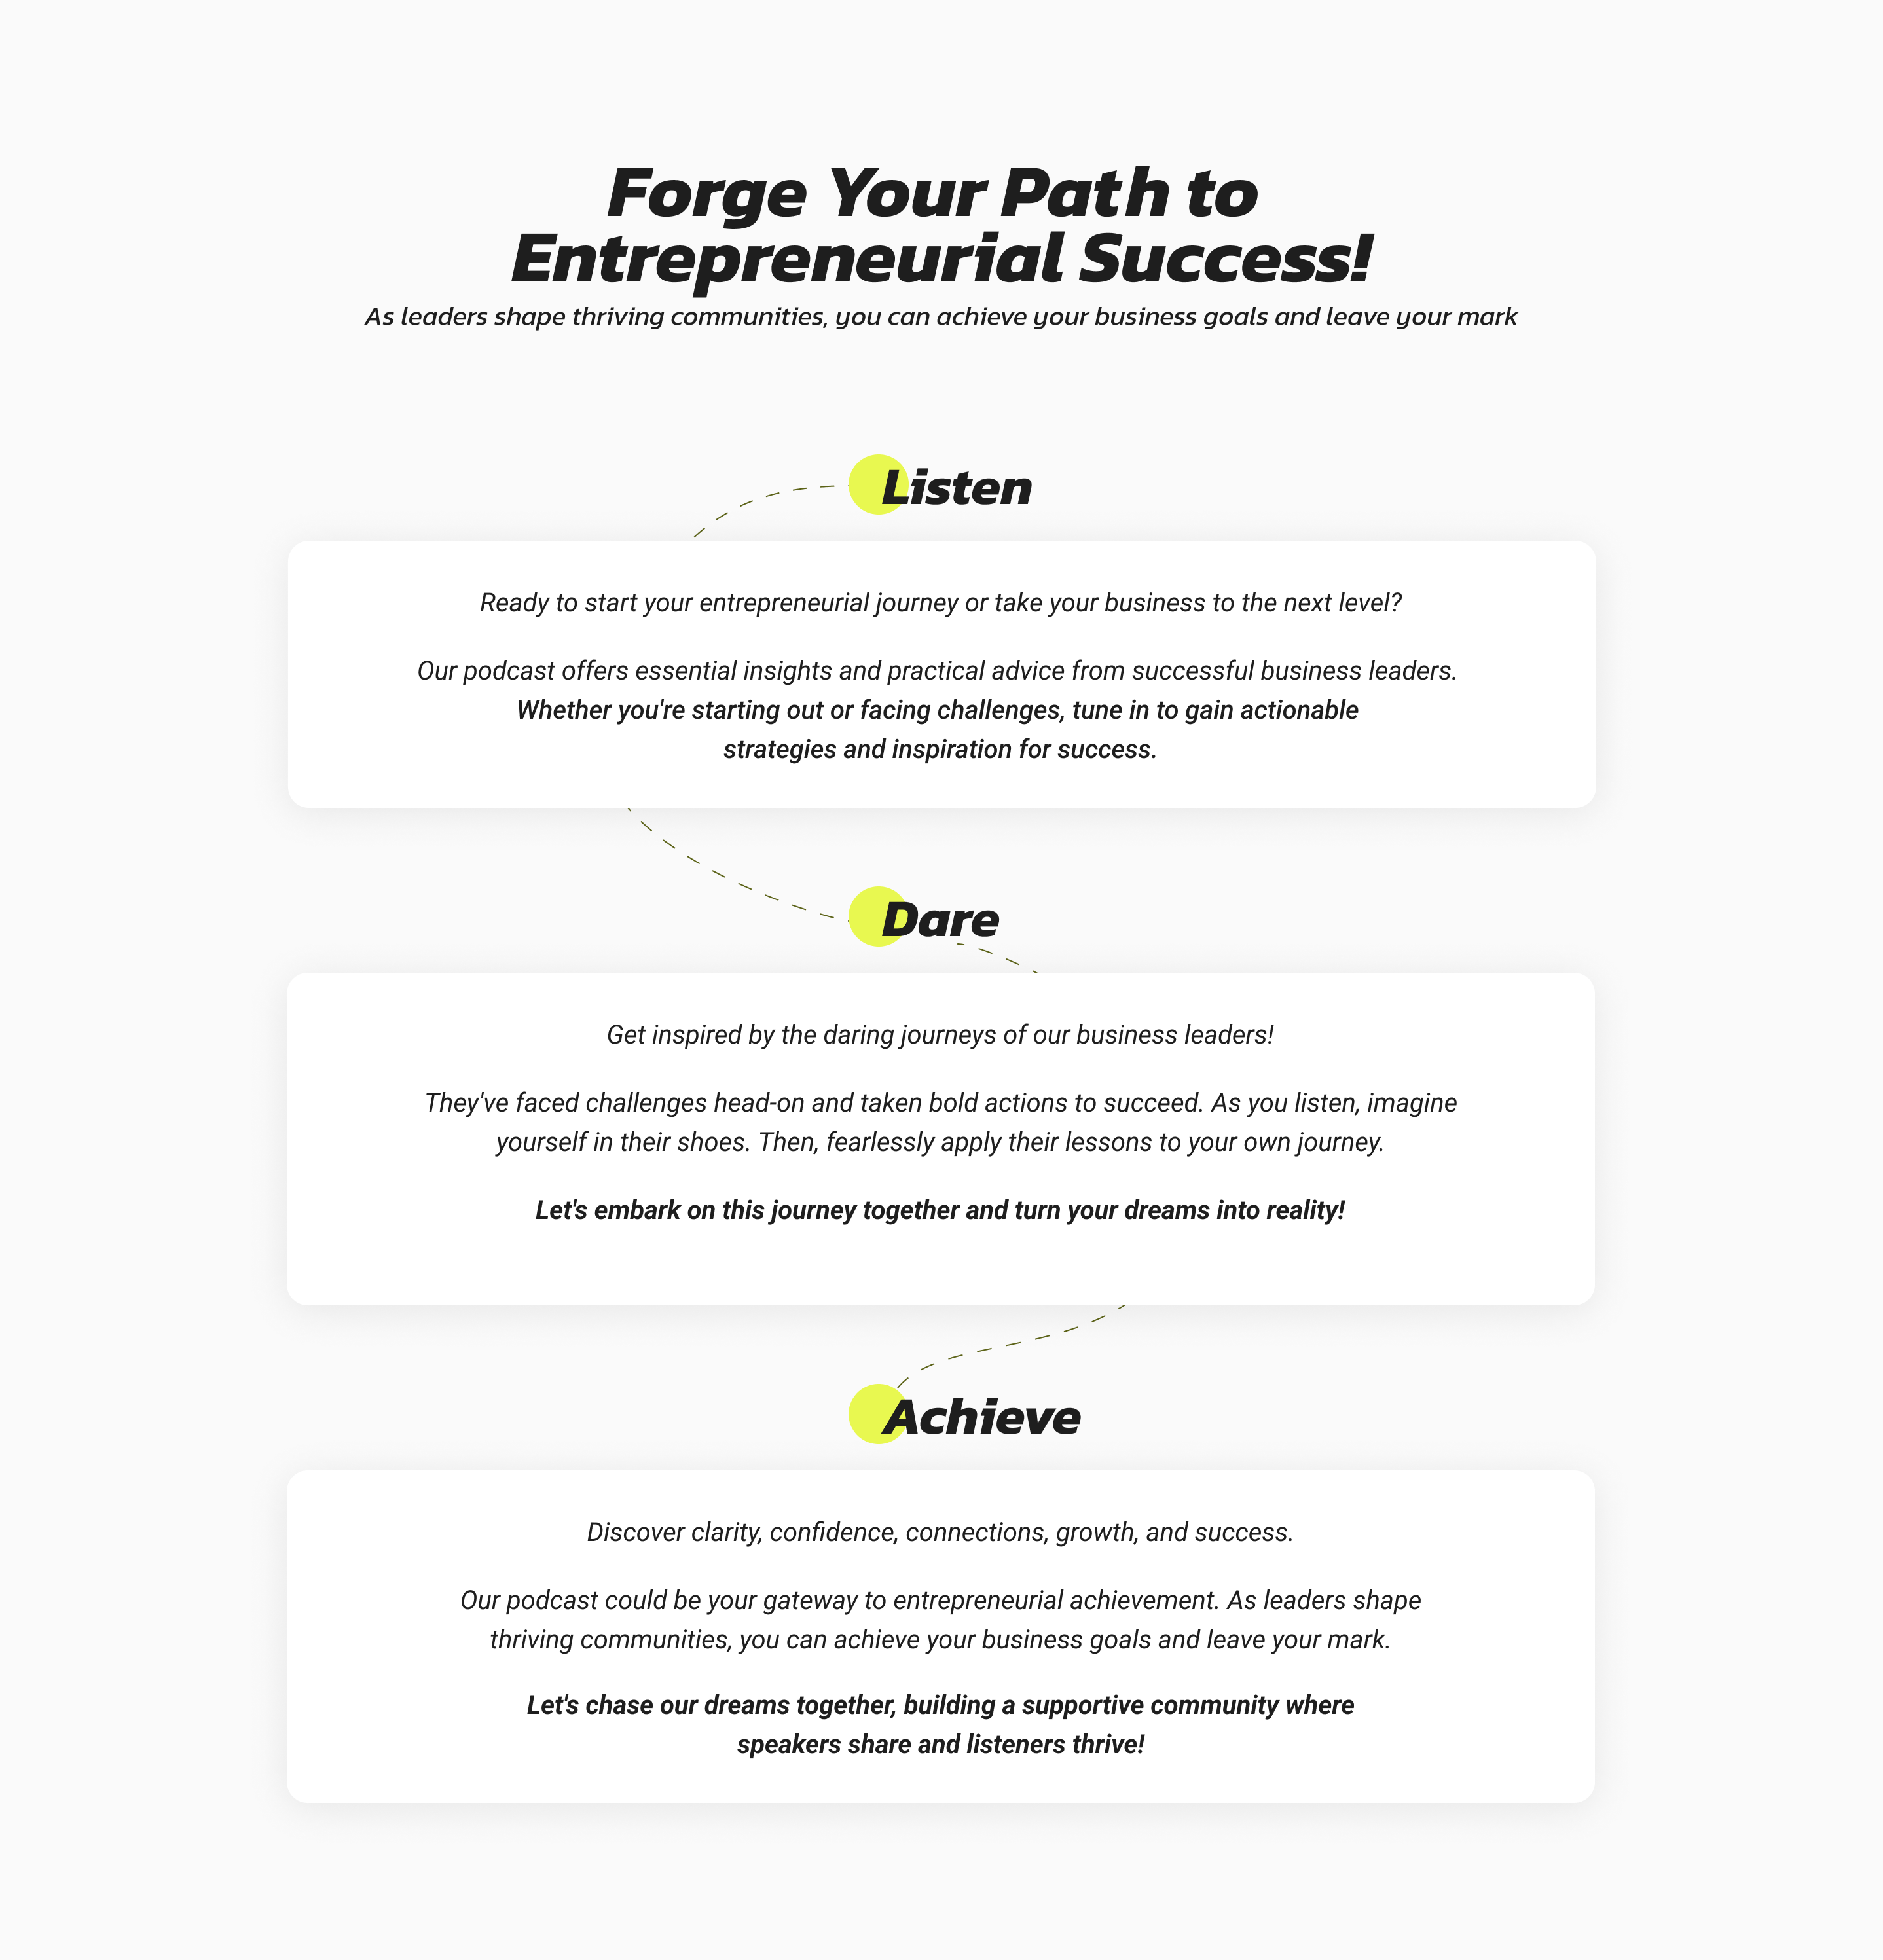 Forge Your Path to
Entrepreneurial Success!
As leaders shape thriving communities, you can achieve your business goals and leave your mark
Listen
Ready to start your entrepreneurial journey or take your business to the next level?
Our podcast offers essential insights and practical advice from successful business leaders.
Whether you're starting out or facing challenges, tune in to gain actionable
strategies and inspiration for success.
Dare
Get inspired by the daring journeys of our business leaders!
They've faced challenges head-on and taken bold actions to succeed. As you listen, imagine
yourself in their shoes. Then, fearlessly apply their lessons to your own journey.
Let's embark on this journey together and turn your dreams into reality!
Achieve
Discover clarity, confidence, connections, growth, and success.
Our podcast could be your gateway to entrepreneurial achievement. As leaders shape
thriving communities, you can achieve your business goals and leave your mark.
Let's chase our dreams together, building a supportive community where
speakers share and listeners thrive!